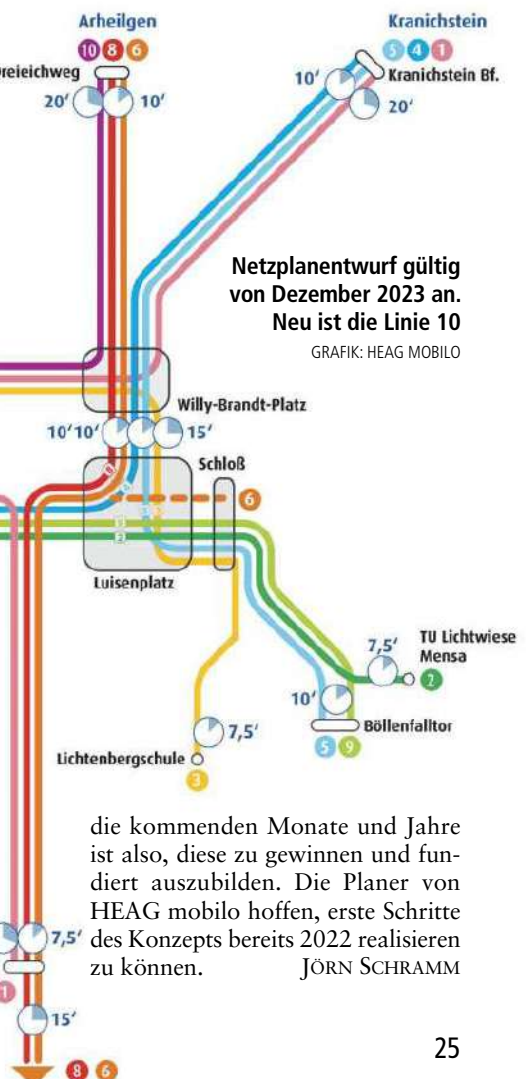 Arheilgen
10 8 6
Kranichstein
5 4 1
Kranichstein Bf.
20' 10'
10'
20'
Netzplanentwurf gültig
von Dezember 2023 an.
Neu ist die Linie 10
GRAFIK: HEAG MOBILO
Willy-Brandt-Platz
10' 10' 15'
Schloß
6
9
2
Luisenplatz
7,5'
TU Lichtwiese
Mensa
2
10'
Böllenfalltor
5 9
7,5'
Lichtenbergschule
3
die kommenden Monate und Jahre
ist also, diese zu gewinnen und fun-
diert auszubilden. Die Planer von
HEAG mobilo hoffen, erste Schritte
des Konzepts bereits 2022 realisieren
zu können. JÖRN SCHRAMM
7,5'
1
15'
25
8 6